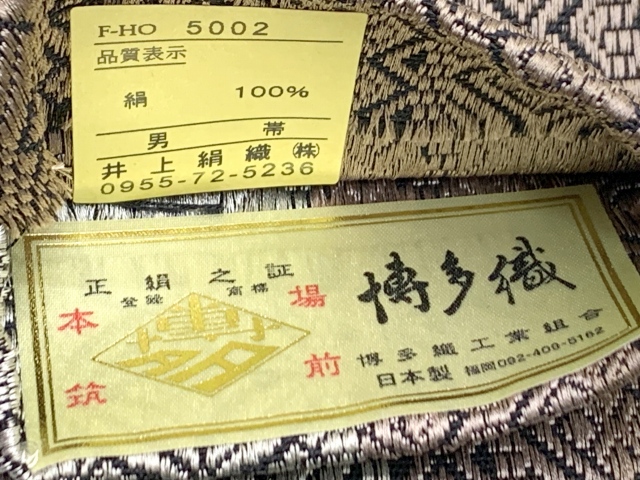 F-HO 5002
品質表示
絹 100%
男 帯
井上絹織㈱
0955-72-5236
正絹之証
登録商標
本場
筑前
博多織
博多織工業組合
日本製 福岡092-409-5162